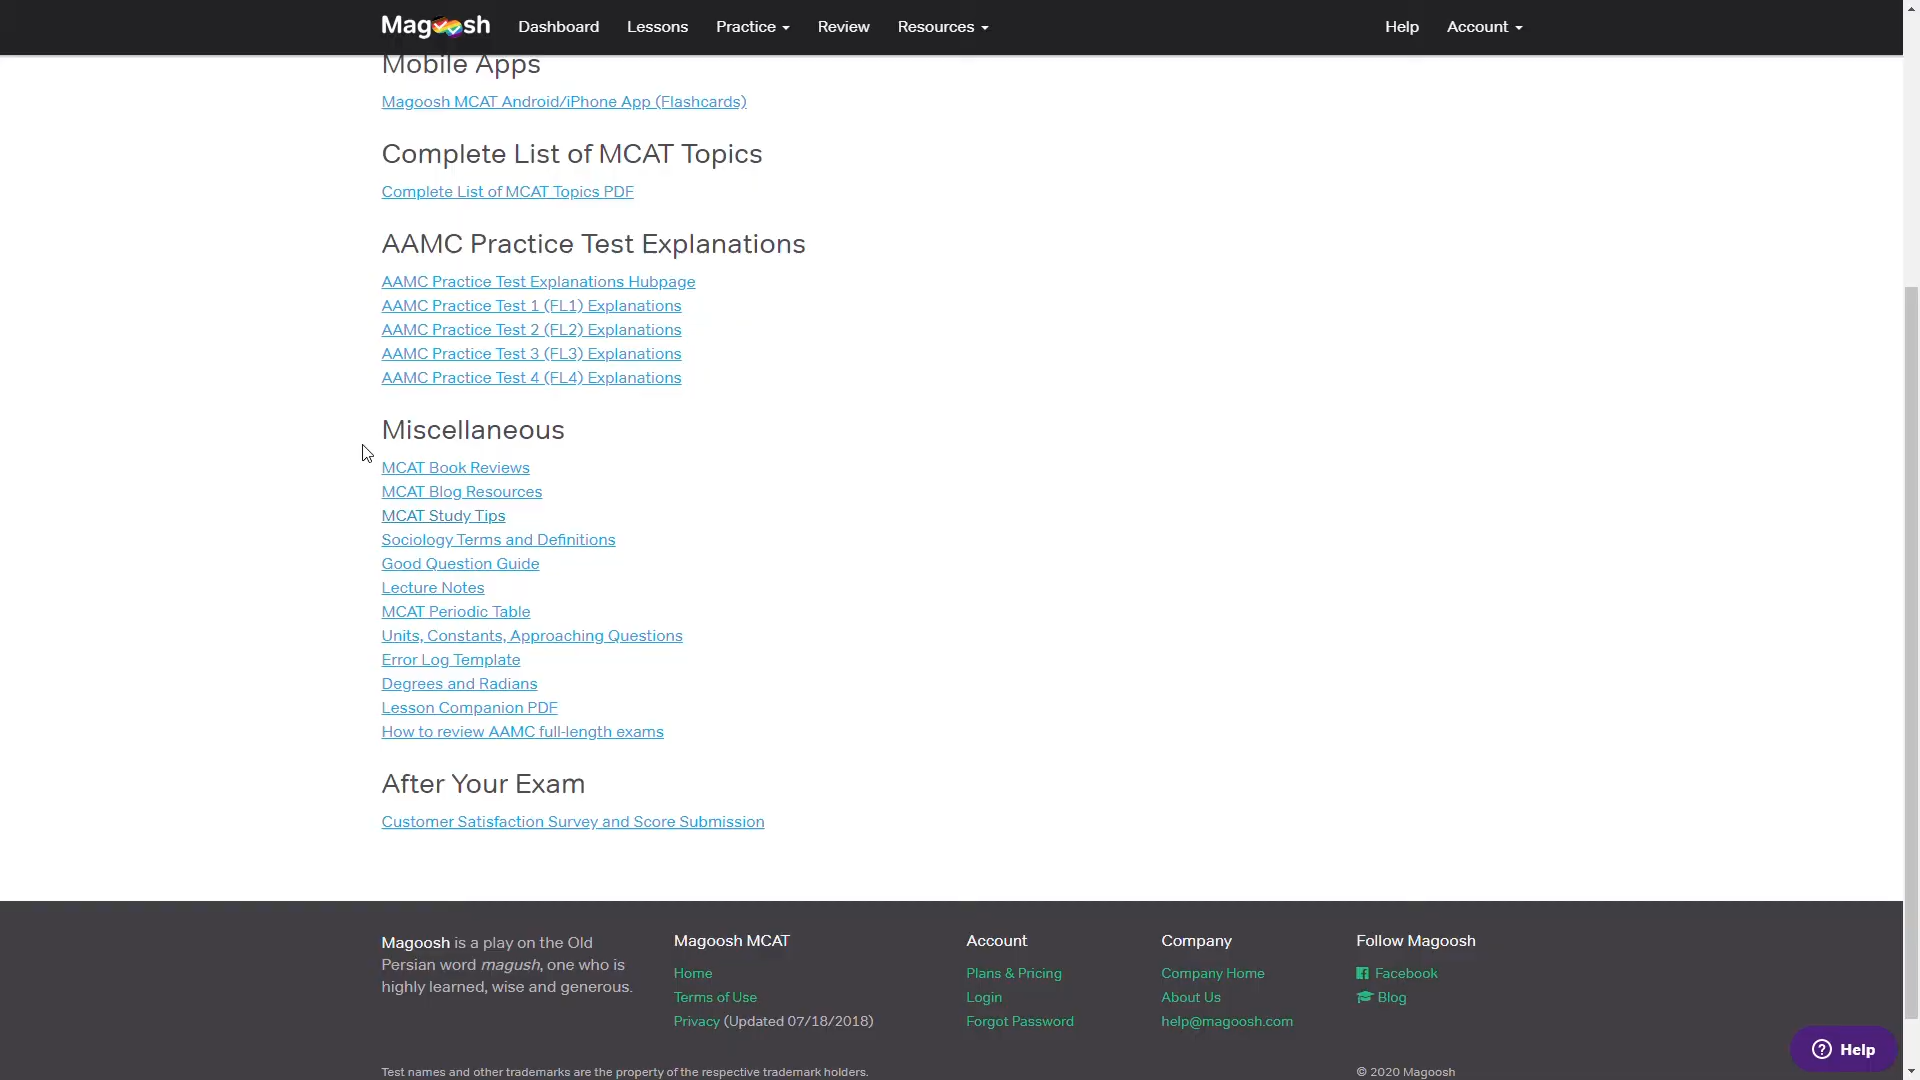 Magoosh Dashboard Lessons Practice Review Resources Help Account
Mobile Apps
Magoosh MCAT Android/iPhone App (Flashcards)
Complete List of MCAT Topics
Complete List of MCAT Topics PDF
AAMC Practice Test Explanations
AAMC Practice Test Explanations Hubpage
AAMC Practice Test 1 (FL1) Explanations
AAMC Practice Test 2 (FL2) Explanations
AAMC Practice Test 3 (FL3) Explanations
AAMC Practice Test 4 (FL4) Explanations
Miscellaneous
MCAT Book Reviews
MCAT Blog Resources
MCAT Study Tips
Sociology Terms and Definitions
Good Question Guide
Lecture Notes
MCAT Periodic Table
Units, Constants, Approaching Questions
Error Log Template
Degrees and Radians
Lesson Companion PDF
How to review AAMC full-length exams
After Your Exam
Customer Satisfaction Survey and Score Submission
Magoosh is a play on the Old
Persian word magush, one who is
highly learned, wise and generous.
Magoosh MCAT
Home
Terms of Use
Privacy (Updated 07/18/2018)
Account
Plans & Pricing
Login
Forgot Password
Company
Company Home
About Us
help@magoosh.com
Follow Magoosh
Facebook
Blog
Help
Test names and other trademarks are the property of the respective trademark holders.
© 2020 Magoosh